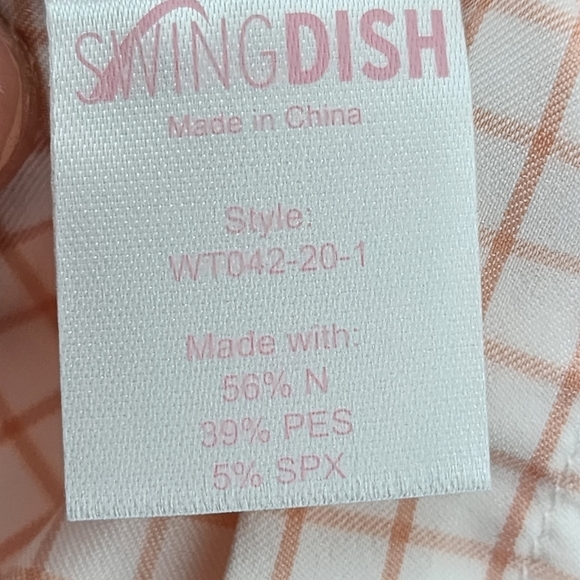 SWINGDISH
Made in China
Style:
WT042-20-1
Made with:
56% N
39% PES
5% SPX